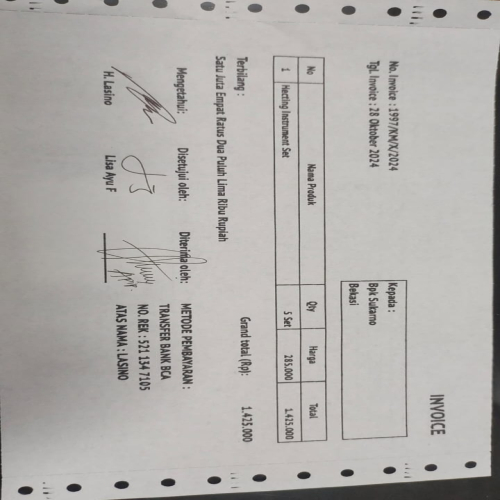 INVOICE
No. Invoice : 1997/KM/X/2024
Tgl. Invoice : 28 Oktober 2024
Kepada :
Bpk Sukarno
Bekasi
No Nama Produk Qty Harga Total
1 Hecting Instrument Set 5 Set 285.000 1.425.000
Grand total (Rp): 1.425.000
Terbilang :
Satu Juta Empat Ratus Dua Puluh Lima Ribu Rupiah
Mengetahui: Disetujui oleh: Diterima oleh:
H. Lasino Lisa Ayu F
METODE PEMBAYARAN :
TRANSFER BANK BCA
NO. REK : 521 134 7105
ATAS NAMA : LASINO